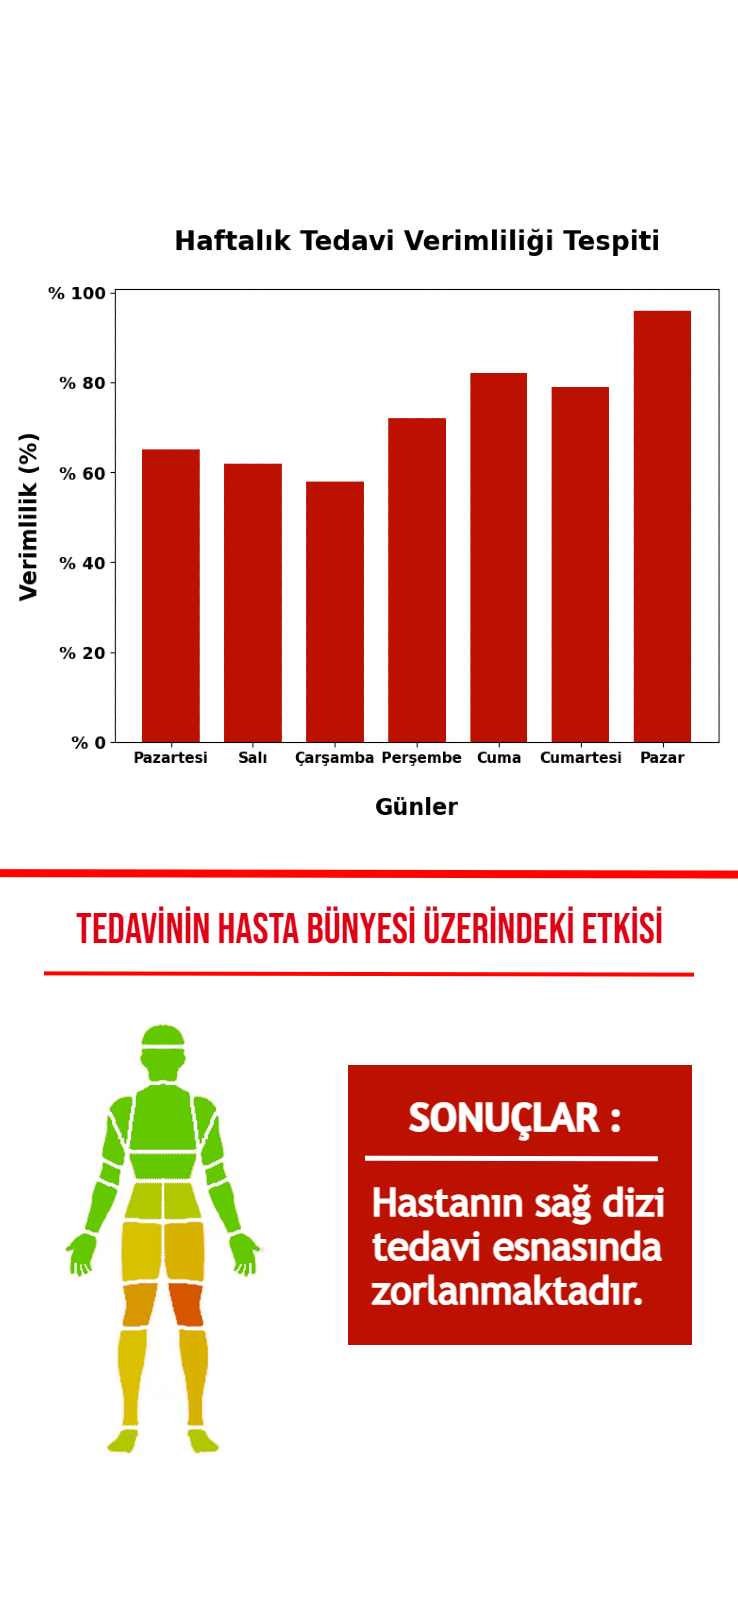 Haftalık Tedavi Verimliliği Tespiti
% 100
% 80
% 60
% 40
% 20
% 0
Verimlilik (%)
Pazartesi Salı Çarşamba Perşembe Cuma Cumartesi Pazar
Günler
TEDAVİNİN HASTA BÜNYESİ ÜZERİNDEKİ ETKİSİ
SONUÇLAR :
Hastanın sağ dizi
tedavi esnasında
zorlanmaktadır.